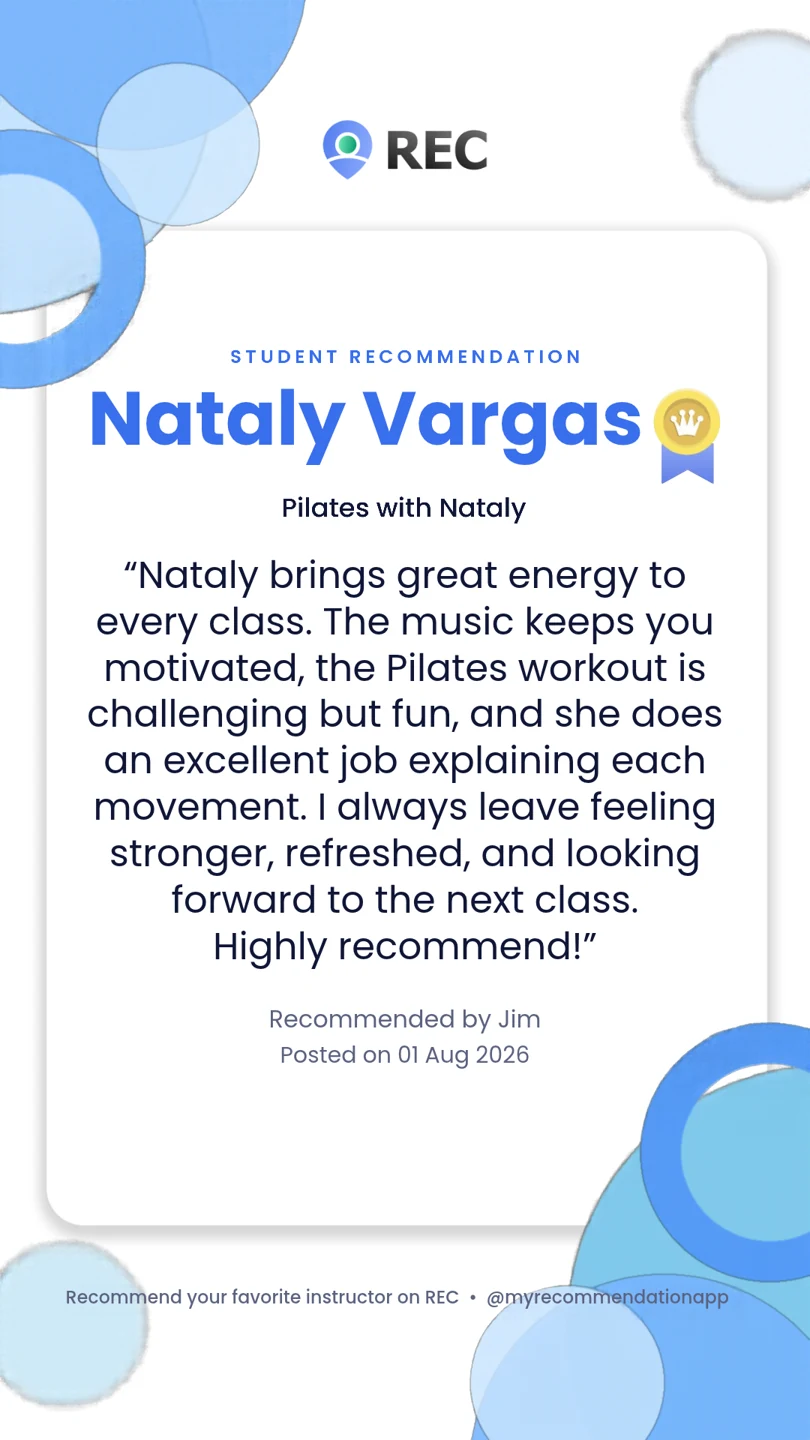 REC
STUDENT RECOMMENDATION
Nataly Vargas
Pilates with Nataly
“Nataly brings great energy to
every class. The music keeps you
motivated, the Pilates workout is
challenging but fun, and she does
an excellent job explaining each
movement. I always leave feeling
stronger, refreshed, and looking
forward to the next class.
Highly recommend!”
Recommended by Jim
Posted on 01 Aug 2026
Recommend your favorite instructor on REC • @myrecommendationapp